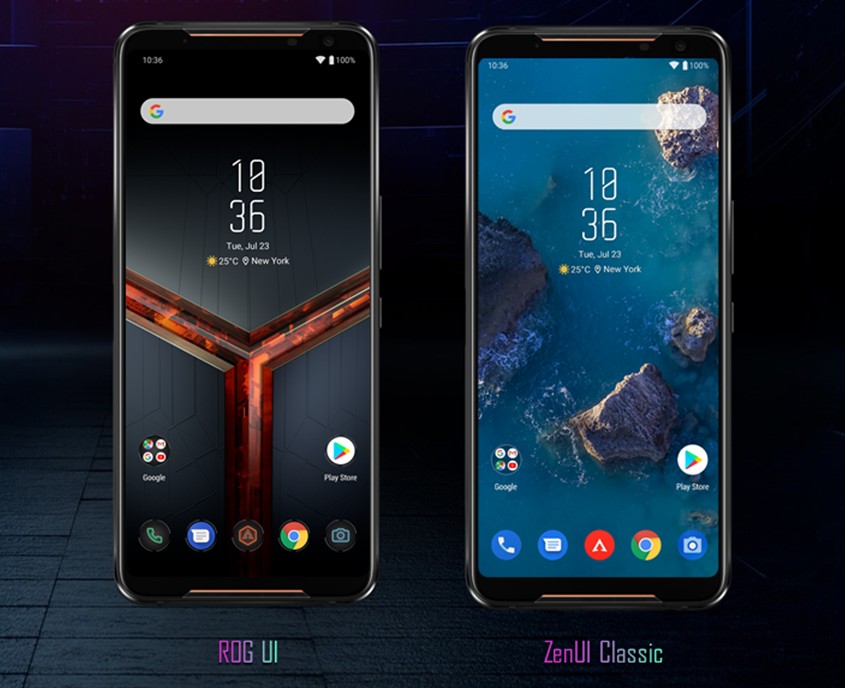 10:36
100%
10
36
Tue, Jul 23
25°C New York
Google
Play Store
ROG UI
10:36
100%
10
36
Tue, Jul 23
25°C New York
Google
Play Store
ZenUI Classic